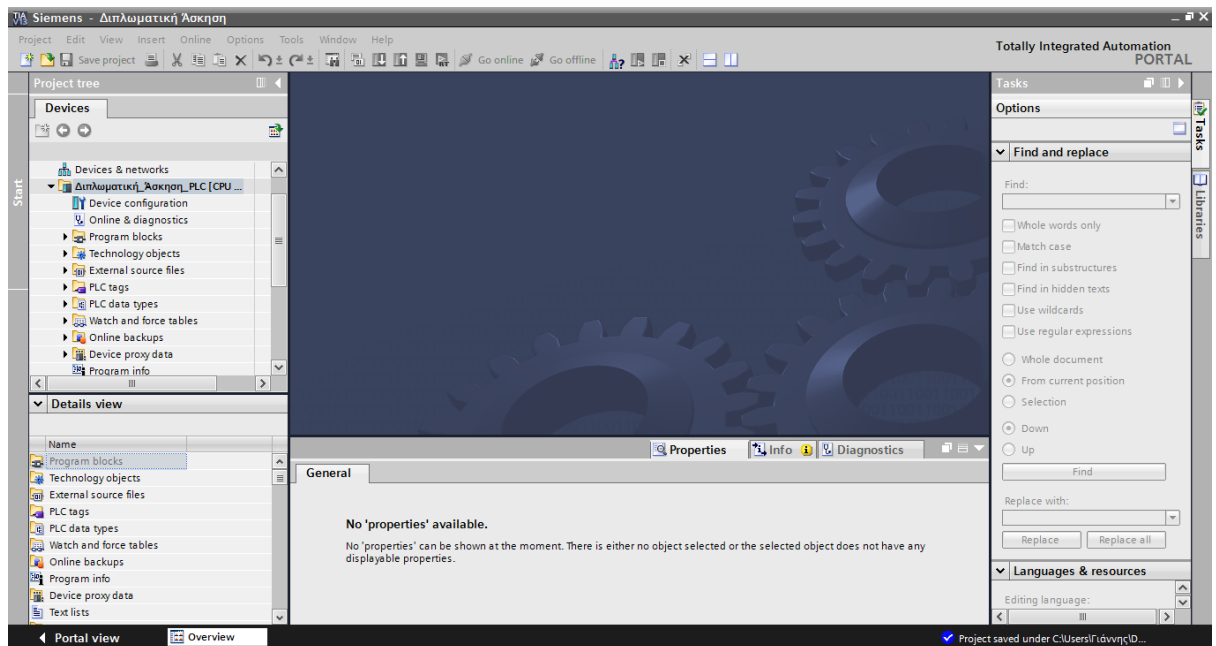 Siemens - Διπλωματική Άσκηση
Project Edit View Insert Online Options Tools Window Help
Save project Go online Go offline
Totally Integrated Automation
PORTAL
Start
Project tree
Devices
Devices & networks
Διπλωματική_Άσκηση_PLC [CPU ...
Device configuration
Online & diagnostics
Program blocks
Technology objects
External source files
PLC tags
PLC data types
Watch and force tables
Online backups
Device proxy data
Program info
Details view
Name
Program blocks
Technology objects
External source files
PLC tags
PLC data types
Watch and force tables
Online backups
Program info
Device proxy data
Text lists
Properties Info Diagnostics
General
No 'properties' available.
No 'properties' can be shown at the moment. There is either no object selected or the selected object does not have any
displayable properties.
Tasks
Options
Find and replace
Find:
Whole words only
Match case
Find in substructures
Find in hidden texts
Use wildcards
Use regular expressions
Whole document
From current position
Selection
Down
Up
Find
Replace with:
Replace Replace all
Languages & resources
Editing language:
Tasks
Libraries
Portal view Overview
Project saved under C:\Users\Γιάννης\D...